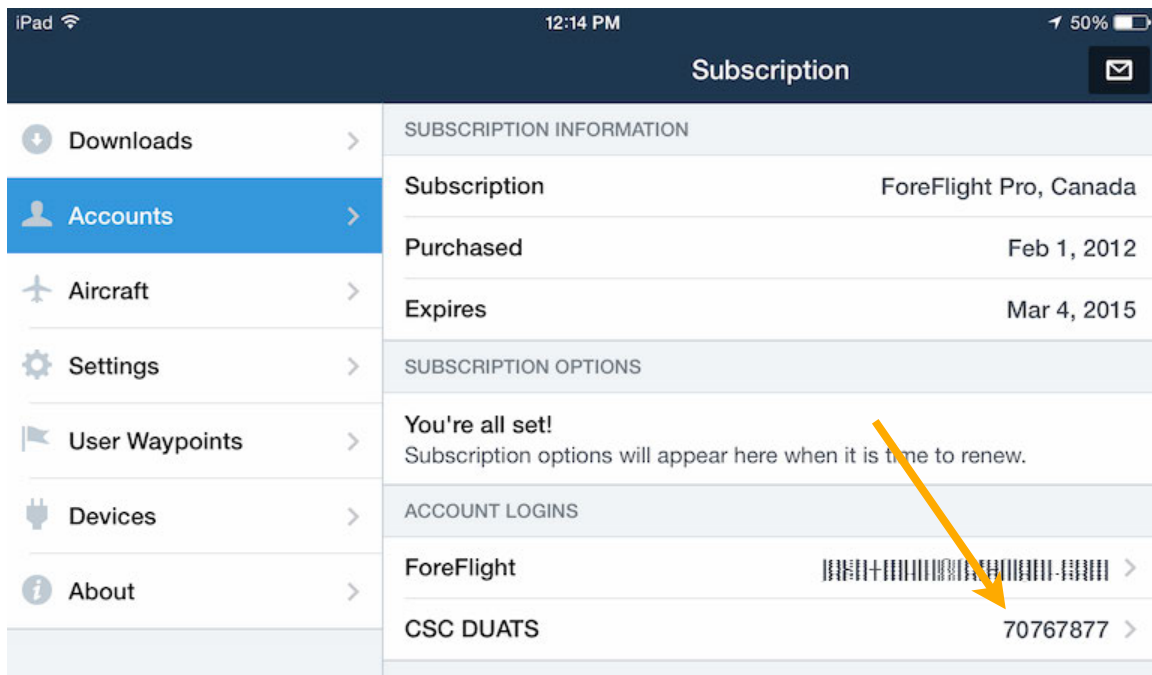 iPad 12:14 PM 50%
Subscription
Downloads
Accounts
Aircraft
Settings
User Waypoints
Devices
About
SUBSCRIPTION INFORMATION
Subscription ForeFlight Pro, Canada
Purchased Feb 1, 2012
Expires Mar 4, 2015
SUBSCRIPTION OPTIONS
You're all set!
Subscription options will appear here when it is time to renew.
ACCOUNT LOGINS
ForeFlight
CSC DUATS 70767877